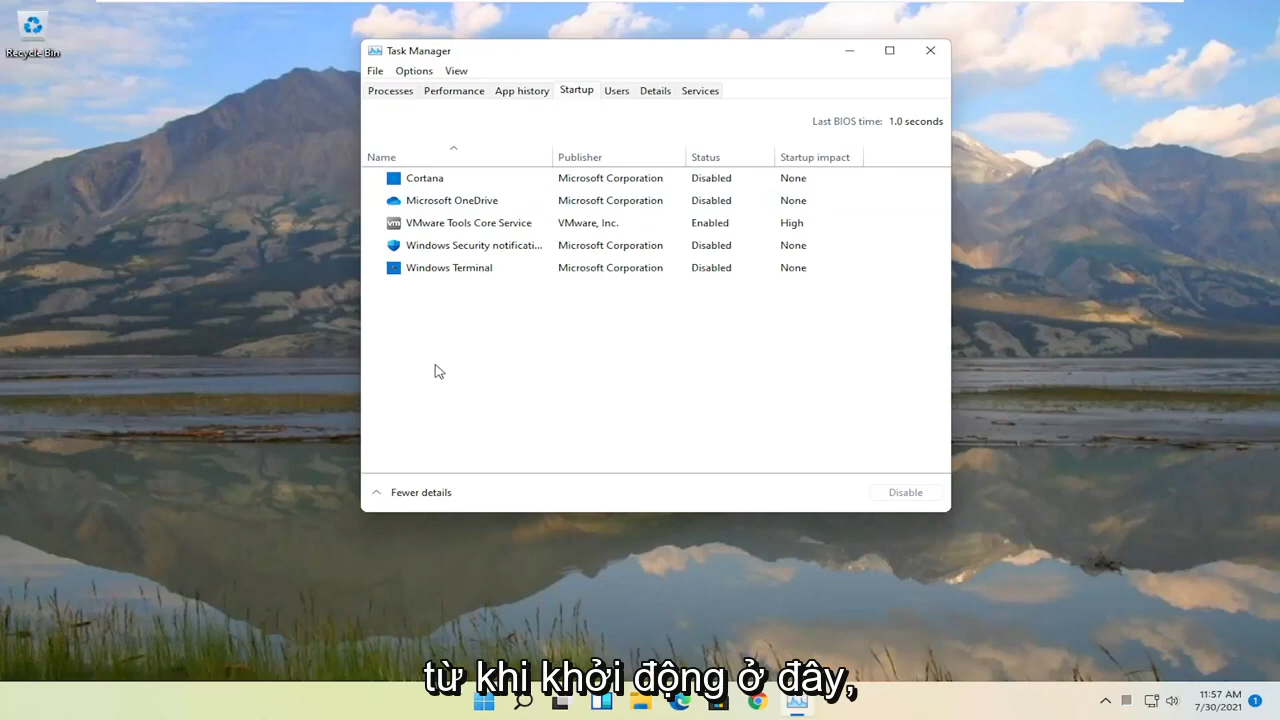 Recycle Bin
Task Manager
File Options View
Processes Performance App history Startup Users Details Services
Last BIOS time: 1.0 seconds
Name Publisher Status Startup impact
Cortana Microsoft Corporation Disabled None
Microsoft OneDrive Microsoft Corporation Disabled None
vm VMware Tools Core Service VMware, Inc. Enabled High
Windows Security notificati... Microsoft Corporation Disabled None
Windows Terminal Microsoft Corporation Disabled None
Fewer details Disable
từ khi khởi động ở đây,
11:57 AM
7/30/2021 1